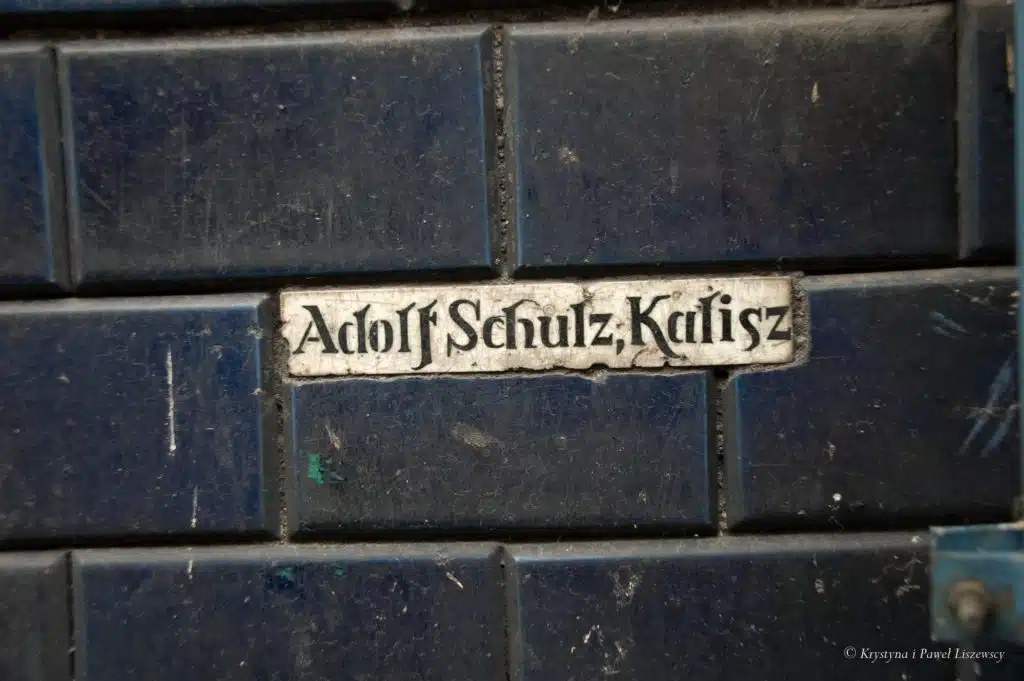 Adolf Schulz, Kalisz
© Krystyna i Paweł Liszewscy